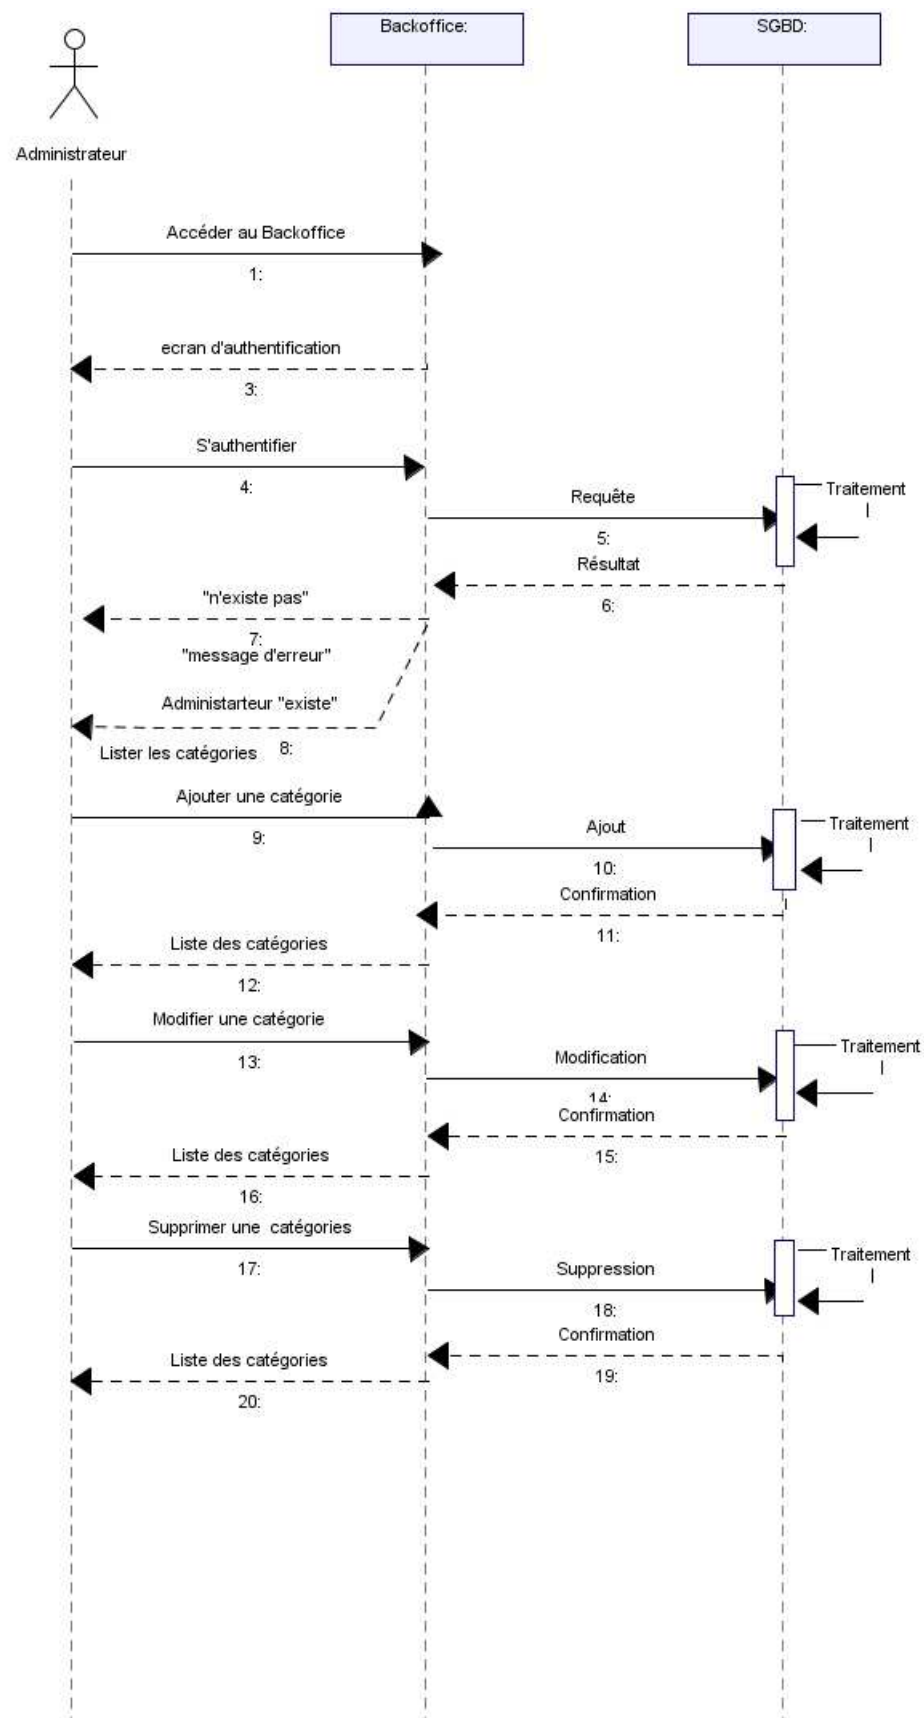 Backoffice:
SGBD:
Administrateur
Accéder au Backoffice
1:
ecran d'authentification
3:
S'authentifier
4:
Requête
5:
Traitement
Résultat
6:
"n'existe pas"
7:
"message d'erreur"
Administarteur "existe"
8:
Lister les catégories
Ajouter une catégorie
9:
Ajout
10:
Traitement
Confirmation
11:
Liste des catégories
12:
Modifier une catégorie
13:
Modification
14:
Traitement
Confirmation
15:
Liste des catégories
16:
Supprimer une  catégories
17:
Suppression
18:
Traitement
Confirmation
19:
Liste des catégories
20: